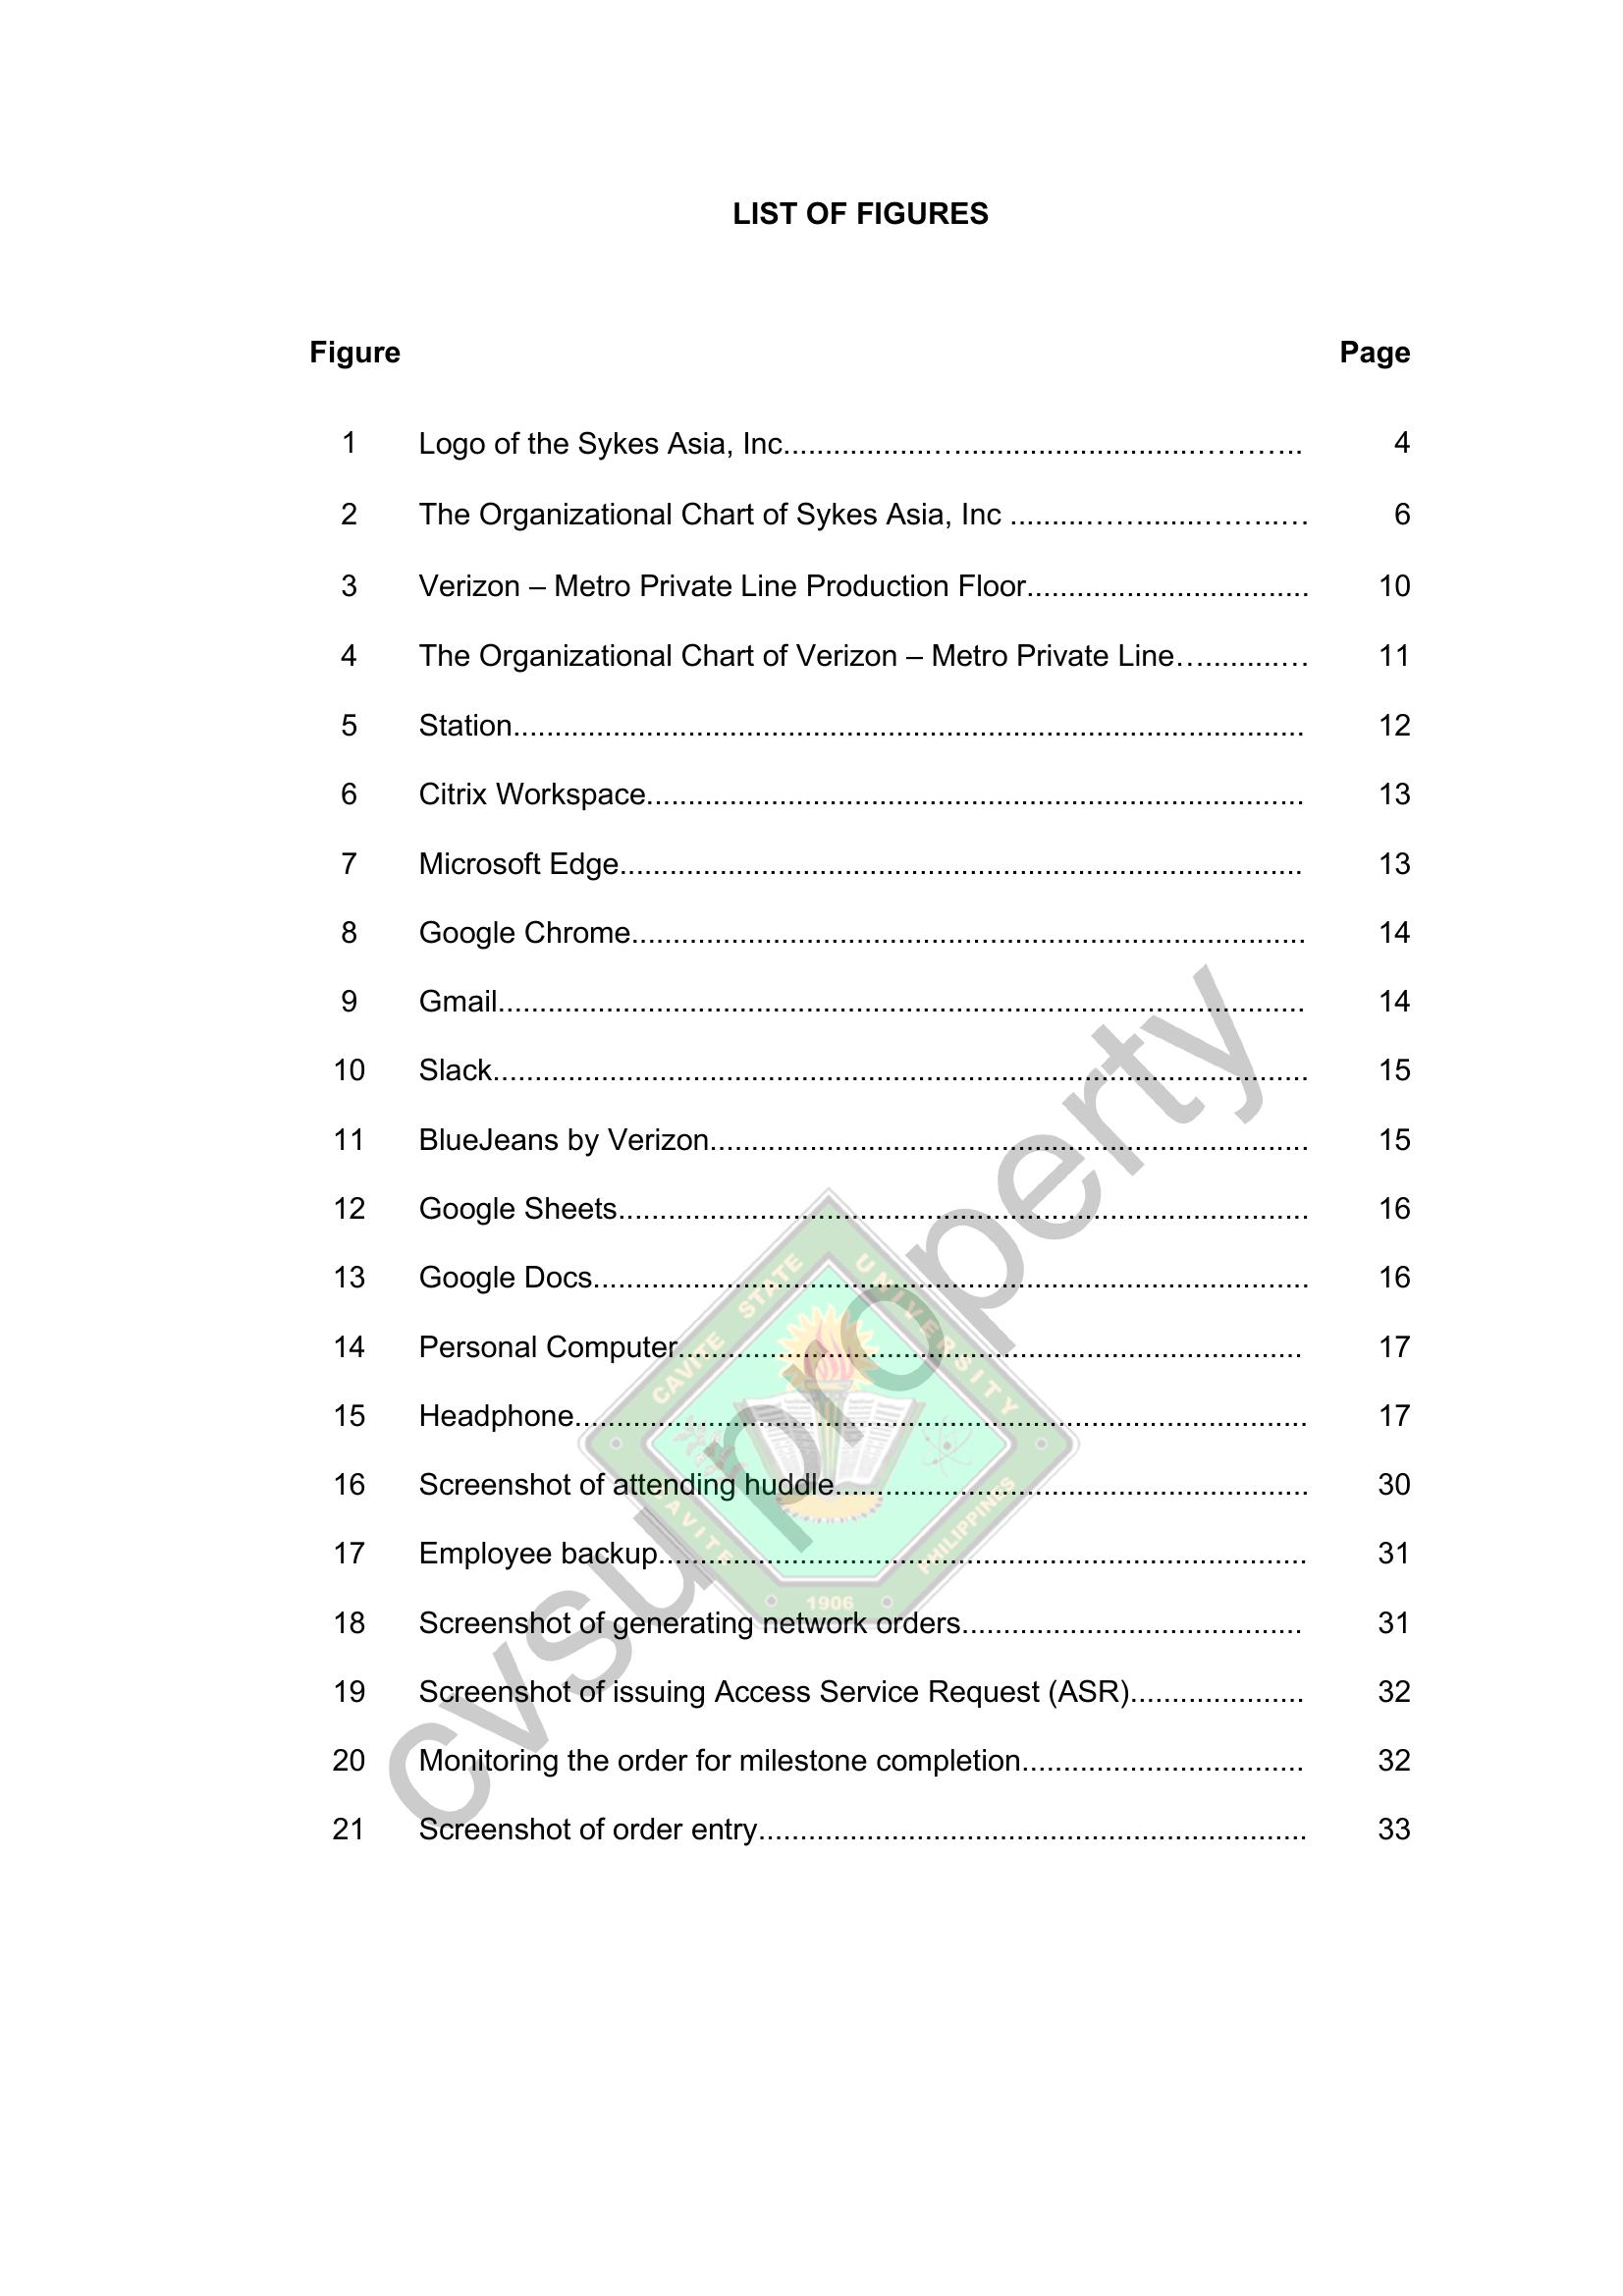 LIST OF FIGURES
Figure Page
1 Logo of the Sykes Asia, Inc..................…..............................……….. 4
2 The Organizational Chart of Sykes Asia, Inc .........……........……..… 6
3 Verizon – Metro Private Line Production Floor.................................. 10
4 The Organizational Chart of Verizon – Metro Private Line…..........… 11
5 Station............................................................................................... 12
6 Citrix Workspace............................................................................... 13
7 Microsoft Edge.................................................................................. 13
8 Google Chrome................................................................................. 14
9 Gmail................................................................................................. 14
10 Slack.................................................................................................. 15
11 BlueJeans by Verizon........................................................................ 15
12 Google Sheets................................................................................... 16
13 Google Docs...................................................................................... 16
14 Personal Computer........................................................................... 17
15 Headphone........................................................................................ 17
16 Screenshot of attending huddle......................................................... 30
17 Employee backup.............................................................................. 31
18 Screenshot of generating network orders......................................... 31
19 Screenshot of issuing Access Service Request (ASR)..................... 32
20 Monitoring the order for milestone completion.................................. 32
21 Screenshot of order entry.................................................................. 33
cvsu property
CAVITE STATE UNIVERSITY
CAVITE PHILIPPINES
1906